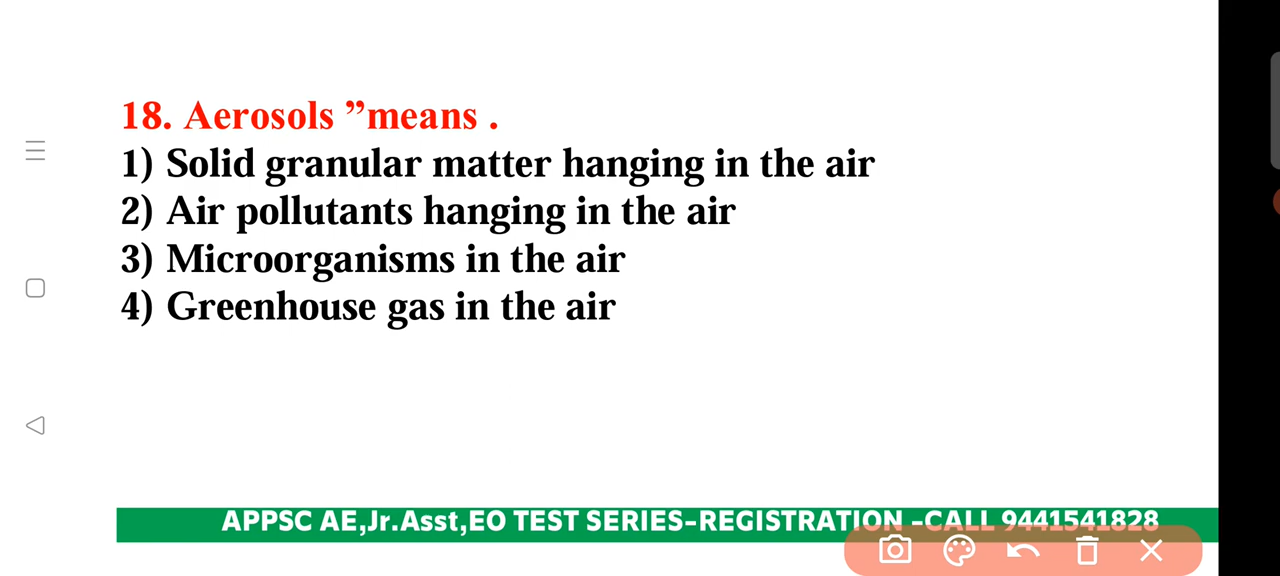 18. Aerosols ”means .
1) Solid granular matter hanging in the air
2) Air pollutants hanging in the air
3) Microorganisms in the air
4) Greenhouse gas in the air
APPSC AE,Jr.Asst,EO TEST SERIES-REGISTRATION -CALL 9441541828